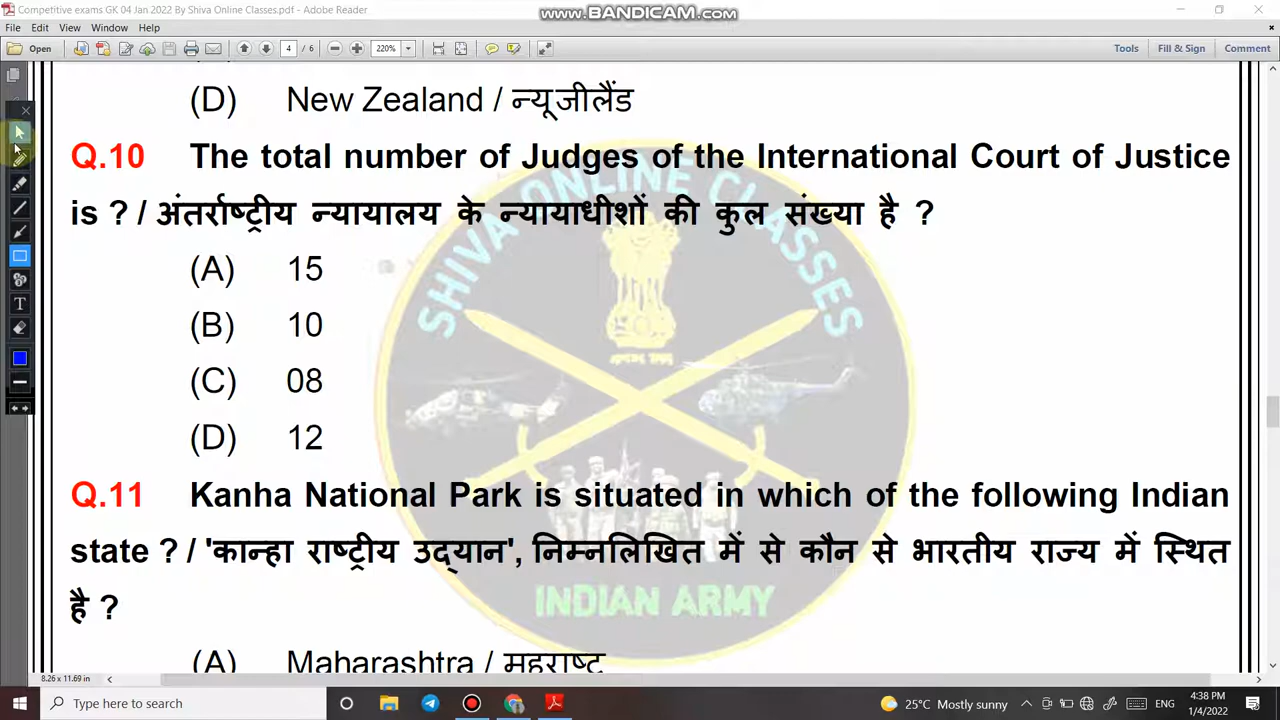 Competitive exams GK 04 Jan 2022 By Shiva Online Classes.pdf - Adobe Reader
www.BANDICAM.com
File Edit View Window Help
Open 4 / 6 220% Tools Fill & Sign Comment
(D) New Zealand / न्यूजीलैंड
Q.10 The total number of Judges of the International Court of Justice
is ? / अंतर्राष्ट्रीय न्यायालय के न्यायाधीशों की कुल संख्या है ?
(A) 15
(B) 10
(C) 08
(D) 12
Q.11 Kanha National Park is situated in which of the following Indian
state ? / 'कान्हा राष्ट्रीय उद्यान', निम्नलिखित में से कौन से भारतीय राज्य में स्थित
है ?
(A) Maharashtra /
SHIVA ONLINE CLASSES
INDIAN ARMY
8.26 x 11.69 in
Type here to search
25°C Mostly sunny ENG 4:38 PM
1/4/2022